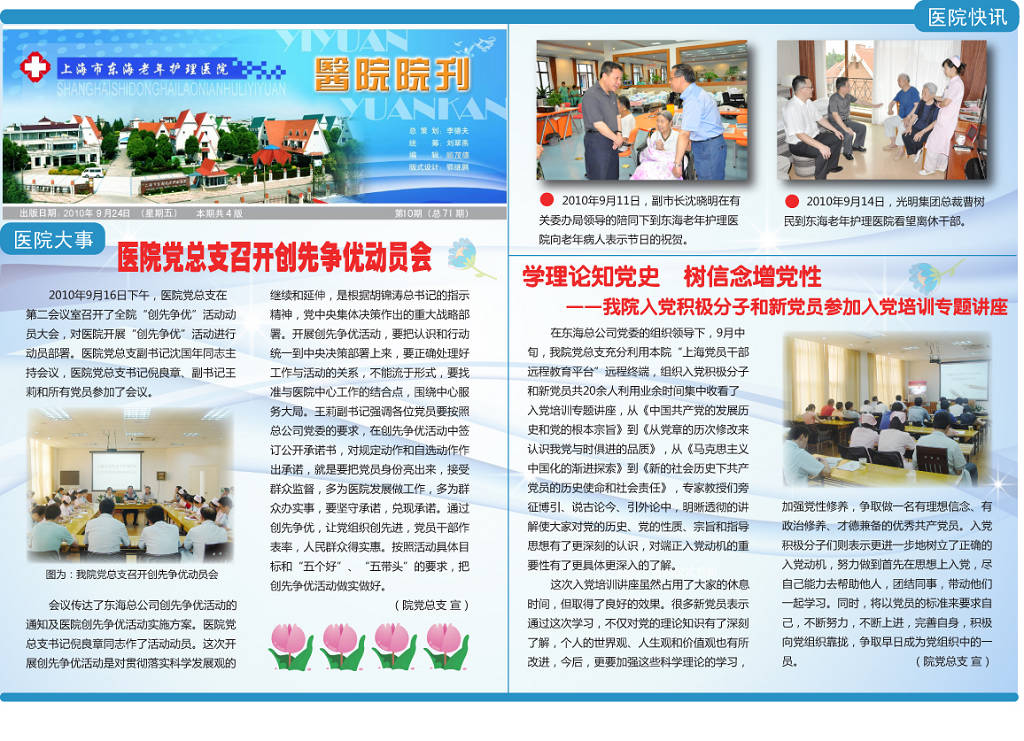 医院快讯
YIYUAN
YUANKAN
上海市东海老年护理医院
SHANGHAISHIDONGHAILAONIANHULIYIYUAN
醫院院刊
总 策 划：李德夫
统　　筹：刘翠燕
编　　辑：
版式设计：
出版日期：2010年9月24日 （星期五） 本期共4版 第10期（总71期）
医院大事
医院党总支召开创先争优动员会
2010年9月16日下午，医院党总支在
第二会议室召开了全院“创先争优”活动动
员大会，对医院开展“创先争优”活动进行
动员部署。医院党总支副书记沈国年同志主
持会议，医院党总支书记倪良章、副书记王
莉和所有党员参加了会议。
图为：我院党总支召开创先争优动员会
会议传达了东海总公司创先争优活动的
通知及医院创先争优活动实施方案。医院党
总支书记倪良章同志作了活动动员。这次开
展创先争优活动是对贯彻落实科学发展观的
继续和延伸，是根据胡锦涛总书记的指示
精神，党中央集体决策作出的重大战略部
署。开展创先争优活动，要把认识和行动
统一到中央决策部署上来，要正确处理好
工作与活动的关系，不能流于形式，要找
准与医院中心工作的结合点，围绕中心服
务大局。王莉副书记强调各位党员要按照
总公司党委的要求，在创先争优活动中签
订公开承诺书，对规定动作和自选动作作
出承诺，就是要把党员身份亮出来，接受
群众监督，多为医院发展做工作，多为群
众办实事，要坚守承诺，兑现承诺。通过
创先争优，让党组织创先进，党员干部作
表率，人民群众得实惠。按照活动具体目
标和“五个好”、“五带头”的要求，把
创先争优活动做实做好。
（ 院党总支 宣 ）
2010年9月11日，副市长沈晓明在有
关委办局领导的陪同下到东海老年护理医
院向老年病人表示节日的祝贺。
2010年9月14日，光明集团总裁曹树
民到东海老年护理医院看望离休干部。
学理论知党史　树信念增党性
——我院入党积极分子和新党员参加入党培训专题讲座
在东海总公司党委的组织领导下，9月中
旬，我院党总支充分利用本院“上海党员干部
远程教育平台”远程终端，组织入党积极分子
和新党员共20余人利用业余时间集中收看了
入党培训专题讲座，从《中国共产党的发展历
史和党的根本宗旨》到《从党章的历次修改来
认识我党与时俱进的品质》，从《马克思主义
中国化的渐进探索》到《新的社会历史下共产
党员的历史使命和社会责任》，专家教授们旁
征博引、说古论今、引外论中，明晰透彻的讲
解使大家对党的历史、党的性质、宗旨和指导
思想有了更深刻的认识，对端正入党动机的重
要性有了更具体更深入的了解。
这次入党培训讲座虽然占用了大家的休息
时间，但取得了良好的效果。很多新党员表示
通过这次学习，不仅对党的理论知识有了深刻
了解，个人的世界观、人生观和价值观也有所
改进，今后，更要加强这些科学理论的学习，
加强党性修养，争取做一名有理想信念、有
政治修养、才德兼备的优秀共产党员。入党
积极分子们则表示更进一步地树立了正确的
入党动机，努力做到首先在思想上入党，尽
自己能力去帮助他人，团结同事，带动他们
一起学习。同时，将以党员的标准来要求自
己，不断努力，不断上进，完善自身，积极
向党组织靠拢，争取早日成为党组织中的一
员。 （ 院党总支 宣 ）